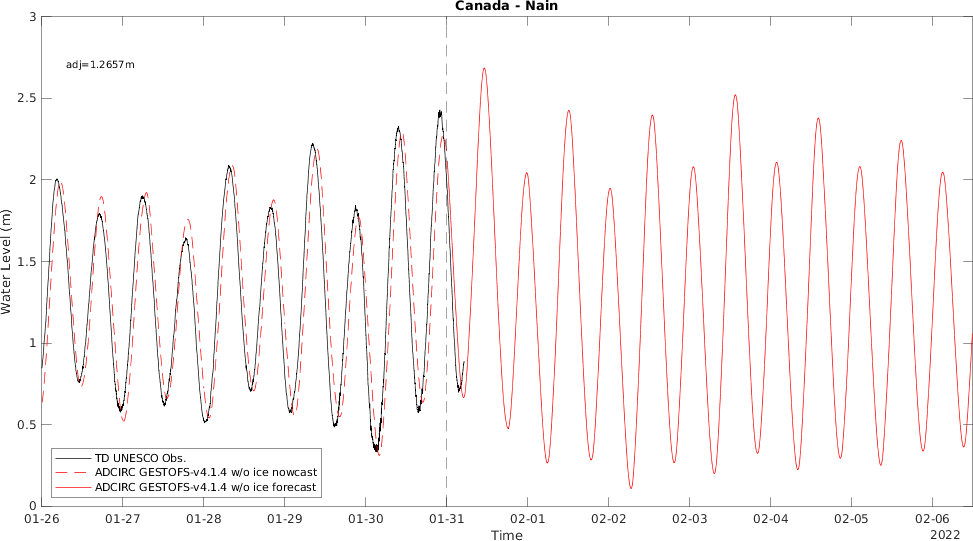 Canada - Nain
adj=1.2657m
3
2.5
2
1.5
1
0.5
0
Water Level (m)
TD UNESCO Obs.
ADCIRC GESTOFS-v4.1.4 w/o ice nowcast
ADCIRC GESTOFS-v4.1.4 w/o ice forecast
01-26 01-27 01-28 01-29 01-30 01-31 02-01 02-02 02-03 02-04 02-05 02-06
Time
2022